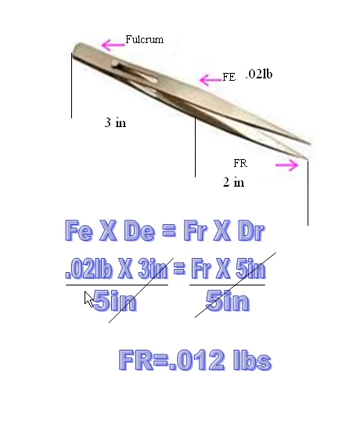 Fulcrum
FE .02lb
3 in
FR
2 in
Fe X De = Fr X Dr
.02lb X 3in = Fr X 5in
5in 5in
FR=.012 lbs